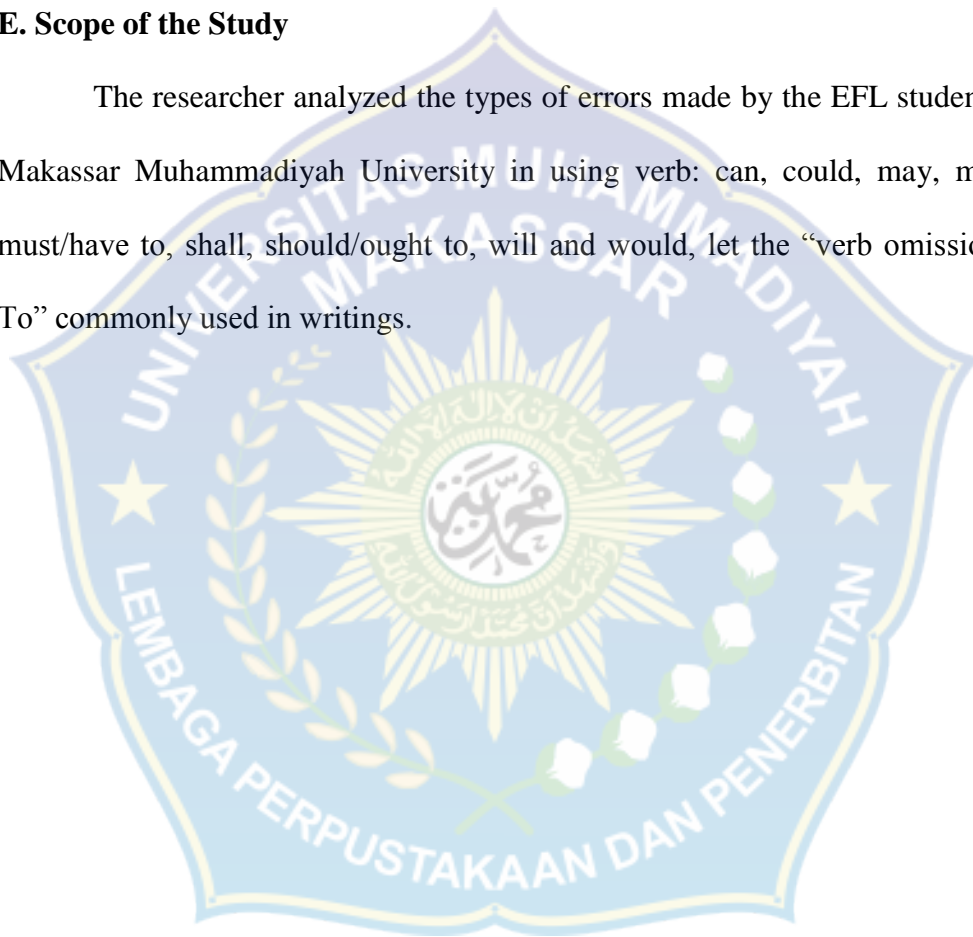 E. Scope of the Study
The researcher analyzed the types of errors made by the EFL studen
Makassar Muhammadiyah University in using verb: can, could, may, m
must/have to, shall, should/ought to, will and would, let the “verb omissio
To” commonly used in writings.
UNIVERSITAS MUHAMMADIYAH
MAKASSAR
LEMBAGA PERPUSTAKAAN DAN PENERBITAN